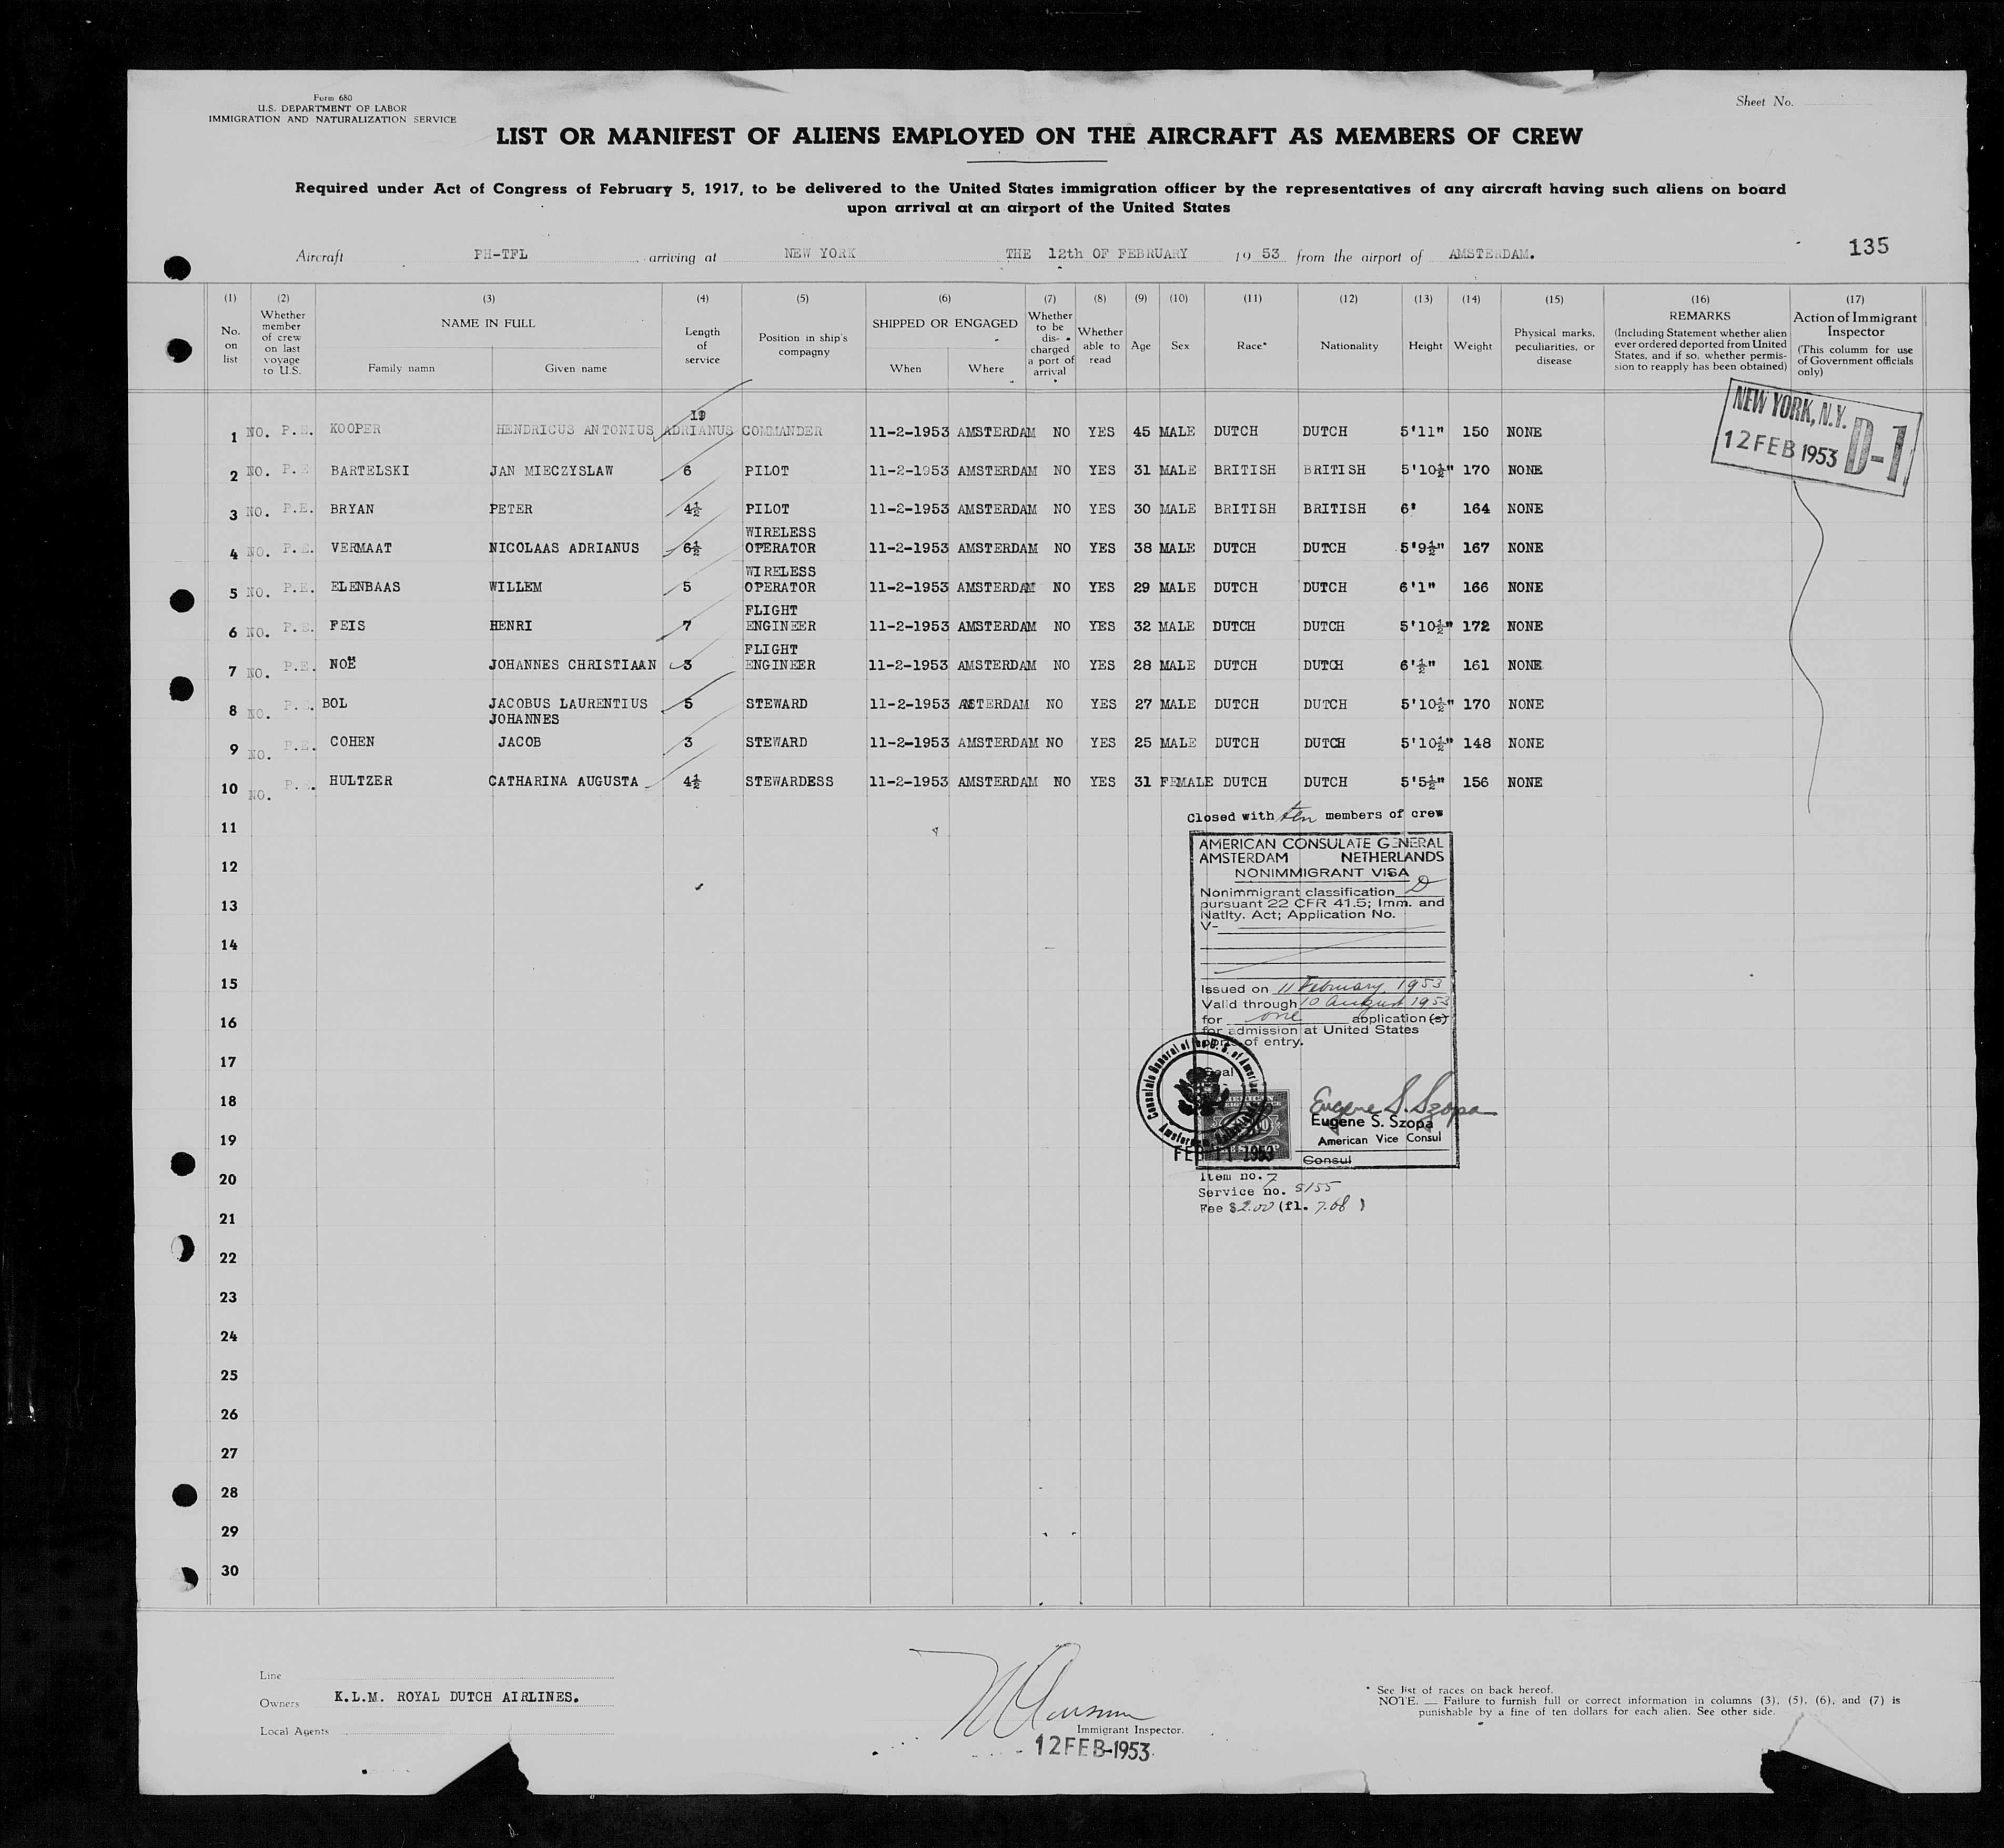 Form 680
U.S. DEPARTMENT OF LABOR
IMMIGRATION AND NATURALIZATION SERVICE
Sheet No.
LIST OR MANIFEST OF ALIENS EMPLOYED ON THE AIRCRAFT AS MEMBERS OF CREW
Required under Act of Congress of February 5, 1917, to be delivered to the United States immigration officer by the representatives of any aircraft having such aliens on board
upon arrival at an airport of the United States
Aircraft PH-TFL arriving at NEW YORK THE 12th OF FEBRUARY 19 53 from the airport of AMSTERDAM. 135
(1) (2) (3) (4) (5) (6) (7) (8) (9) (10) (11) (12) (13) (14) (15) (16) (17)
No. on list
Whether member of crew on last voyage to U.S.
NAME IN FULL
Family namn
Given name
Length of service
Position in ship's compagny
SHIPPED OR ENGAGED
When
Where
Whether to be dis- charged a port of arrival
Whether able to read
Age
Sex
Race*
Nationality
Height
Weight
Physical marks, peculiarities, or disease
REMARKS
(Including Statement whether alien ever ordered deported from United States, and if so, whether permis- sion to reapply has been obtained)
Action of Immigrant Inspector
(This columm for use of Government officials only)
NEW YORK, N.Y.
12 FEB 1953 D-1
1 NO. P.E. KOOPER HENDRICUS ANTONIUS ADRIANUS 19 COMMANDER 11-2-1953 AMSTERDAM NO YES 45 MALE DUTCH DUTCH 5'11" 150 NONE
2 NO. P.E. BARTELSKI JAN MIECZYSLAW 6 PILOT 11-2-1953 AMSTERDAM NO YES 31 MALE BRITISH BRITISH 5'10½" 170 NONE
3 NO. P.E. BRYAN PETER 4½ PILOT 11-2-1953 AMSTERDAM NO YES 30 MALE BRITISH BRITISH 6' 164 NONE
4 NO. P.E. VERMAAT NICOLAAS ADRIANUS 6½ WIRELESS OPERATOR 11-2-1953 AMSTERDAM NO YES 38 MALE DUTCH DUTCH 5'9½" 167 NONE
5 NO. P.E. ELENBAAS WILLEM 5 WIRELESS OPERATOR 11-2-1953 AMSTERDAM NO YES 29 MALE DUTCH DUTCH 6'1" 166 NONE
6 NO. P.E. FEIS HENRI 7 FLIGHT ENGINEER 11-2-1953 AMSTERDAM NO YES 32 MALE DUTCH DUTCH 5'10½" 172 NONE
7 NO. P.E. NOË JOHANNES CHRISTIAAN 3 FLIGHT ENGINEER 11-2-1953 AMSTERDAM NO YES 28 MALE DUTCH DUTCH 6'½" 161 NONE
8 NO. P.E. BOL JACOBUS LAURENTIUS JOHANNES 5 STEWARD 11-2-1953 AMSTERDAM NO YES 27 MALE DUTCH DUTCH 5'10½" 170 NONE
9 NO. P.E. COHEN JACOB 3 STEWARD 11-2-1953 AMSTERDAM NO YES 25 MALE DUTCH DUTCH 5'10½" 148 NONE
10 NO. P.E. HULTZER CATHARINA AUGUSTA 4½ STEWARDESS 11-2-1953 AMSTERDAM NO YES 31 FEMALE DUTCH DUTCH 5'5½" 156 NONE
Closed with ten members of crew
11
12
13
14
15
16
17
18
19
20
21
22
23
24
25
26
27
28
29
30
AMERICAN CONSULATE GENERAL
AMSTERDAM NETHERLANDS
NONIMMIGRANT VISA
Nonimmigrant classification D
pursuant 22 CFR 41.5; Imm. and
Natlty. Act; Application No.
V-
Issued on 11 February, 1953
Valid through 10 August 1953
for one application(s)
for admission at United States
ports of entry.
Seal
Consulate General of the U.S. of America
Amsterdam, Netherlands
FEB 11 1953
Eugene S. Szopa
Eugene S. Szopa
American Vice Consul
Consul
Item no. 7
Service no. 5155
Fee $2.00 (fl. 7.68)
Line
Owners K.L.M. ROYAL DUTCH AIRLINES.
Local Agents
Immigrant Inspector.
12 FEB-1953
* See list of races on back hereof.
NOTE. — Failure to furnish full or correct information in columns (3), (5), (6), and (7) is
punishable by a fine of ten dollars for each alien. See other side.